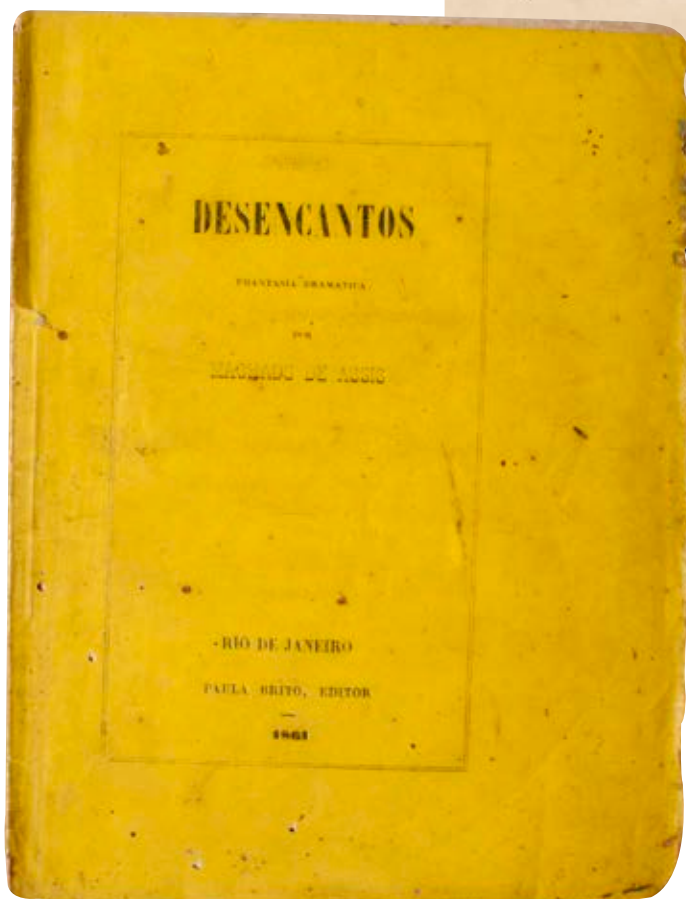 DESENCANTOS
PHANTASIA DRAMATICA
POR
MACHADO DE ASSIS
RIO DE JANEIRO
PAULA BRITO, EDITOR
1861